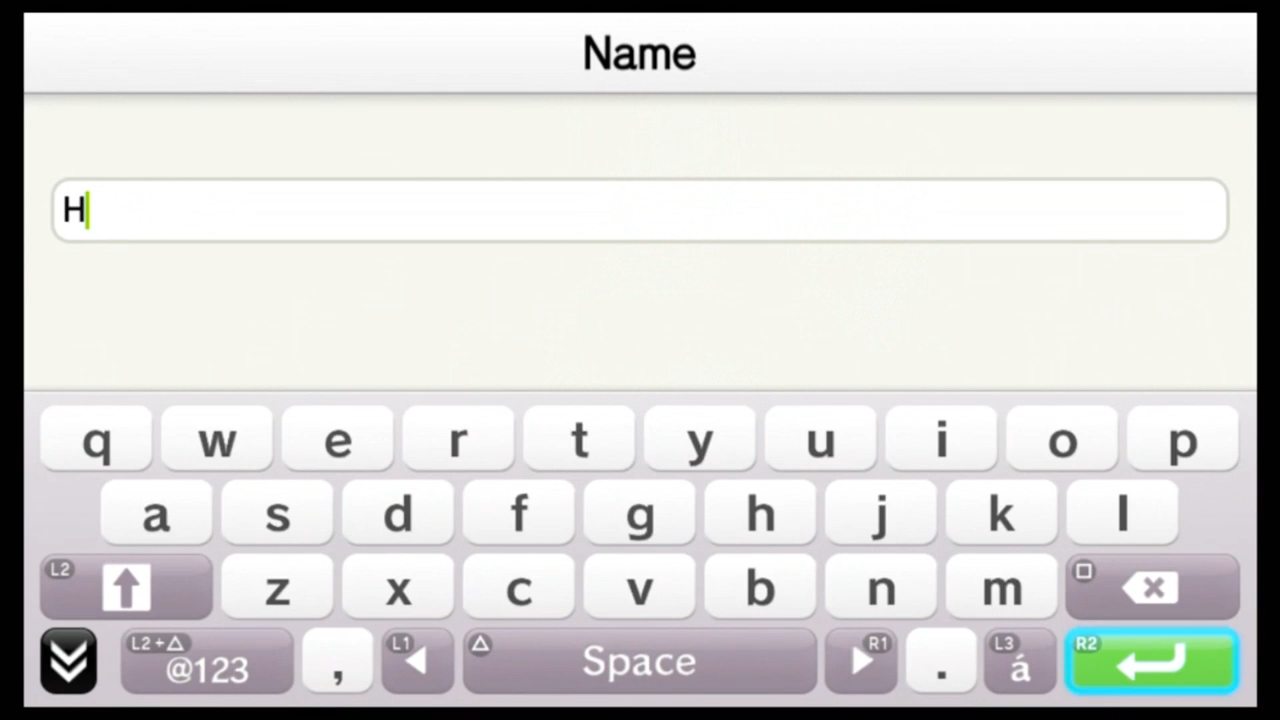 Name
H
q w e r t y u i o p
a s d f g h j k l
L2 z x c v b n m
L2+△ @123 , L1 △ Space R1 . L3 á R2